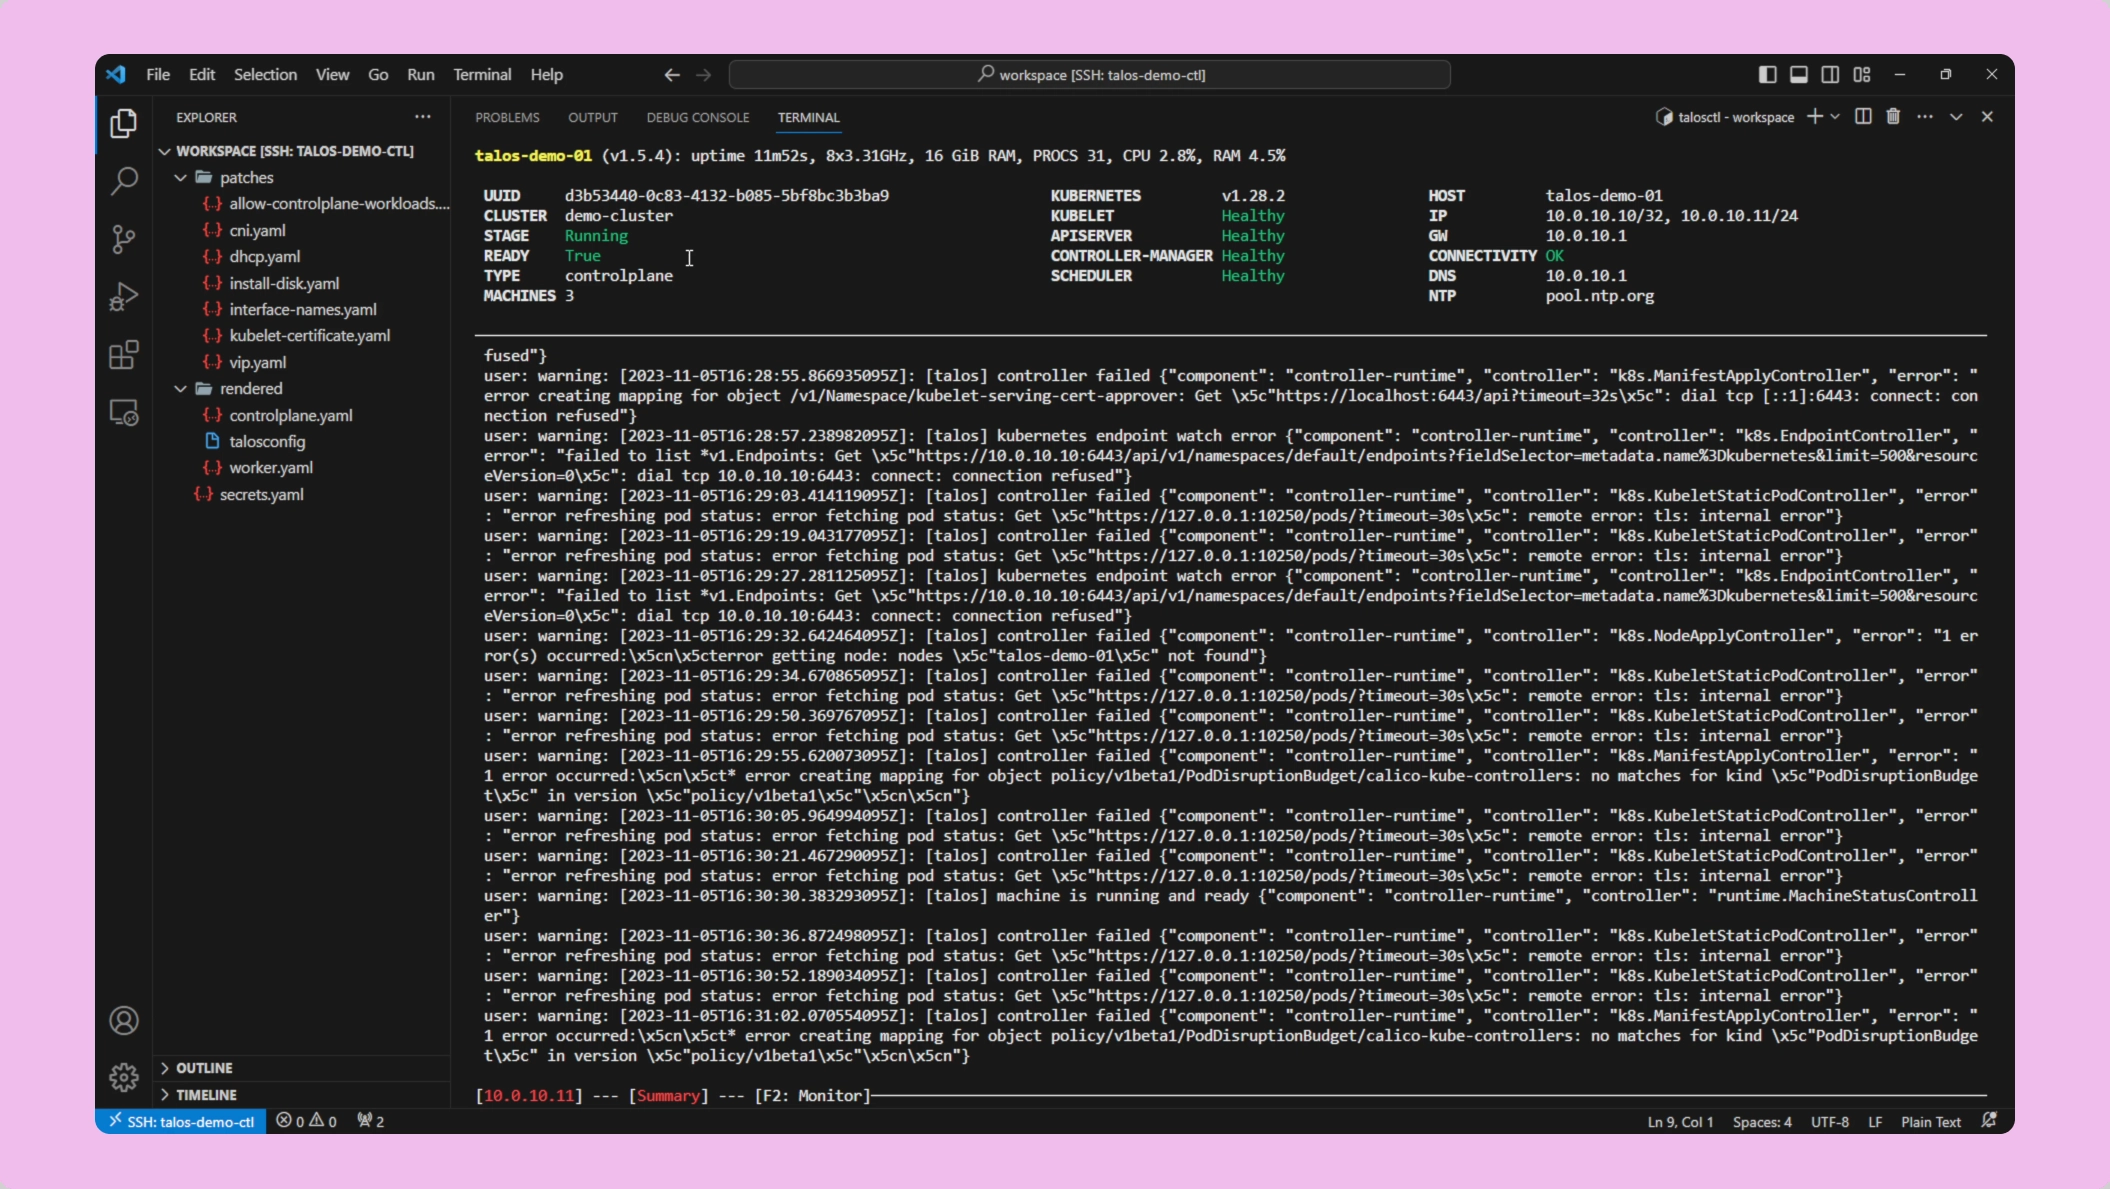 File Edit Selection View Go Run Terminal Help
workspace [SSH: talos-demo-ctl]
EXPLORER
WORKSPACE [SSH: TALOS-DEMO-CTL]
patches
allow-controlplane-workloads....
cni.yaml
dhcp.yaml
install-disk.yaml
interface-names.yaml
kubelet-certificate.yaml
vip.yaml
rendered
controlplane.yaml
talosconfig
worker.yaml
secrets.yaml
OUTLINE
TIMELINE
PROBLEMS OUTPUT DEBUG CONSOLE TERMINAL
talosctl - workspace
talos-demo-01 (v1.5.4): uptime 11m52s, 8x3.31GHz, 16 GiB RAM, PROCS 31, CPU 2.8%, RAM 4.5%
UUID d3b53440-0c83-4132-b085-5bf8bc3b3ba9 KUBERNETES v1.28.2 HOST talos-demo-01
CLUSTER demo-cluster KUBELET Healthy IP 10.0.10.10/32, 10.0.10.11/24
STAGE Running APISERVER Healthy GW 10.0.10.1
READY True CONTROLLER-MANAGER Healthy CONNECTIVITY OK
TYPE controlplane SCHEDULER Healthy DNS 10.0.10.1
MACHINES 3 NTP pool.ntp.org
fused"}
user: warning: [2023-11-05T16:28:55.866935095Z]: [talos] controller failed {"component": "controller-runtime", "controller": "k8s.ManifestApplyController", "error": "
error creating mapping for object /v1/Namespace/kubelet-serving-cert-approver: Get \x5c"https://localhost:6443/api?timeout=32s\x5c": dial tcp [::1]:6443: connect: con
nection refused"}
user: warning: [2023-11-05T16:28:57.238982095Z]: [talos] kubernetes endpoint watch error {"component": "controller-runtime", "controller": "k8s.EndpointController", "
error": "failed to list *v1.Endpoints: Get \x5c"https://10.0.10.10:6443/api/v1/namespaces/default/endpoints?fieldSelector=metadata.name%3Dkubernetes&limit=500&resourc
eVersion=0\x5c": dial tcp 10.0.10.10:6443: connect: connection refused"}
user: warning: [2023-11-05T16:29:03.414119095Z]: [talos] controller failed {"component": "controller-runtime", "controller": "k8s.KubeletStaticPodController", "error"
: "error refreshing pod status: error fetching pod status: Get \x5c"https://127.0.0.1:10250/pods/?timeout=30s\x5c": remote error: tls: internal error"}
user: warning: [2023-11-05T16:29:19.043177095Z]: [talos] controller failed {"component": "controller-runtime", "controller": "k8s.KubeletStaticPodController", "error"
: "error refreshing pod status: error fetching pod status: Get \x5c"https://127.0.0.1:10250/pods/?timeout=30s\x5c": remote error: tls: internal error"}
user: warning: [2023-11-05T16:29:27.281125095Z]: [talos] kubernetes endpoint watch error {"component": "controller-runtime", "controller": "k8s.EndpointController", "
error": "failed to list *v1.Endpoints: Get \x5c"https://10.0.10.10:6443/api/v1/namespaces/default/endpoints?fieldSelector=metadata.name%3Dkubernetes&limit=500&resourc
eVersion=0\x5c": dial tcp 10.0.10.10:6443: connect: connection refused"}
user: warning: [2023-11-05T16:29:32.642464095Z]: [talos] controller failed {"component": "controller-runtime", "controller": "k8s.NodeApplyController", "error": "1 er
ror(s) occurred:\x5cn\x5cterror getting node: nodes \x5c"talos-demo-01\x5c" not found"}
user: warning: [2023-11-05T16:29:34.670865095Z]: [talos] controller failed {"component": "controller-runtime", "controller": "k8s.KubeletStaticPodController", "error"
: "error refreshing pod status: error fetching pod status: Get \x5c"https://127.0.0.1:10250/pods/?timeout=30s\x5c": remote error: tls: internal error"}
user: warning: [2023-11-05T16:29:50.369767095Z]: [talos] controller failed {"component": "controller-runtime", "controller": "k8s.KubeletStaticPodController", "error"
: "error refreshing pod status: error fetching pod status: Get \x5c"https://127.0.0.1:10250/pods/?timeout=30s\x5c": remote error: tls: internal error"}
user: warning: [2023-11-05T16:29:55.620073095Z]: [talos] controller failed {"component": "controller-runtime", "controller": "k8s.ManifestApplyController", "error": "
1 error occurred:\x5cn\x5ct* error creating mapping for object policy/v1beta1/PodDisruptionBudget/calico-kube-controllers: no matches for kind \x5c"PodDisruptionBudge
t\x5c" in version \x5c"policy/v1beta1\x5c"\x5cn\x5cn"}
user: warning: [2023-11-05T16:30:05.964994095Z]: [talos] controller failed {"component": "controller-runtime", "controller": "k8s.KubeletStaticPodController", "error"
: "error refreshing pod status: error fetching pod status: Get \x5c"https://127.0.0.1:10250/pods/?timeout=30s\x5c": remote error: tls: internal error"}
user: warning: [2023-11-05T16:30:21.467290095Z]: [talos] controller failed {"component": "controller-runtime", "controller": "k8s.KubeletStaticPodController", "error"
: "error refreshing pod status: error fetching pod status: Get \x5c"https://127.0.0.1:10250/pods/?timeout=30s\x5c": remote error: tls: internal error"}
user: warning: [2023-11-05T16:30:30.383293095Z]: [talos] machine is running and ready {"component": "controller-runtime", "controller": "runtime.MachineStatusControll
er"}
user: warning: [2023-11-05T16:30:36.872498095Z]: [talos] controller failed {"component": "controller-runtime", "controller": "k8s.KubeletStaticPodController", "error"
: "error refreshing pod status: error fetching pod status: Get \x5c"https://127.0.0.1:10250/pods/?timeout=30s\x5c": remote error: tls: internal error"}
user: warning: [2023-11-05T16:30:52.189034095Z]: [talos] controller failed {"component": "controller-runtime", "controller": "k8s.KubeletStaticPodController", "error"
: "error refreshing pod status: error fetching pod status: Get \x5c"https://127.0.0.1:10250/pods/?timeout=30s\x5c": remote error: tls: internal error"}
user: warning: [2023-11-05T16:31:02.070554095Z]: [talos] controller failed {"component": "controller-runtime", "controller": "k8s.ManifestApplyController", "error": "
1 error occurred:\x5cn\x5ct* error creating mapping for object policy/v1beta1/PodDisruptionBudget/calico-kube-controllers: no matches for kind \x5c"PodDisruptionBudge
t\x5c" in version \x5c"policy/v1beta1\x5c"\x5cn\x5cn"}
[10.0.10.11] --- [Summary] --- [F2: Monitor]
SSH: talos-demo-ctl 0 0 2 Ln 9, Col 1 Spaces: 4 UTF-8 LF Plain Text